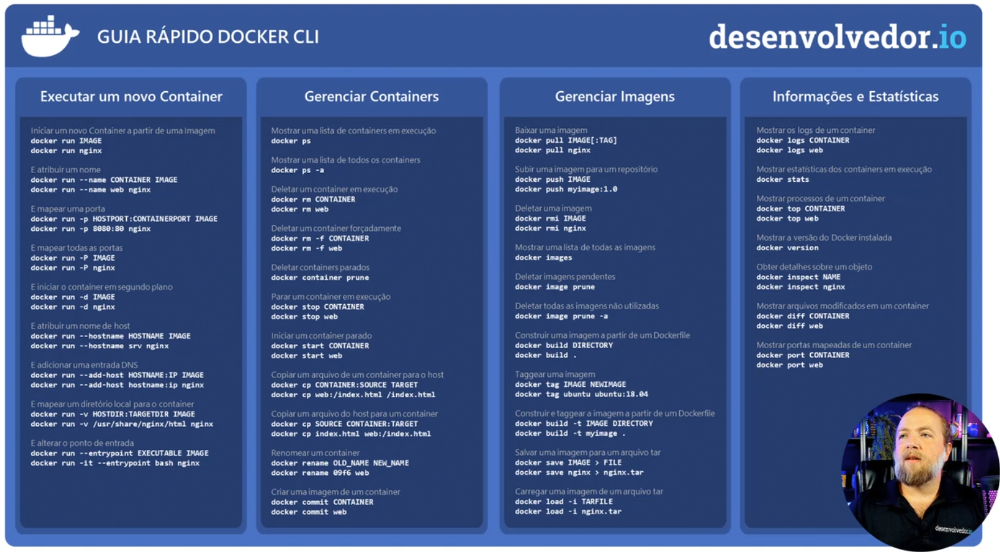 GUIA RÁPIDO DOCKER CLI
desenvolvedor.io
Executar um novo Container
Iniciar um novo Container a partir de uma Imagem
docker run IMAGE
docker run nginx
E atribuir um nome
docker run --name CONTAINER IMAGE
docker run --name web nginx
E mapear uma porta
docker run -p HOSTPORT:CONTAINERPORT IMAGE
docker run -p 8080:80 nginx
E mapear todas as portas
docker run -P IMAGE
docker run -P nginx
E iniciar o container em segundo plano
docker run -d IMAGE
docker run -d nginx
E atribuir um nome de host
docker run --hostname HOSTNAME IMAGE
docker run --hostname srv nginx
E adicionar uma entrada DNS
docker run --add-host HOSTNAME:IP IMAGE
docker run --add-host hostname:ip nginx
E mapear um diretório local para o container
docker run -v HOSTDIR:TARGETDIR IMAGE
docker run -v /usr/share/nginx/html nginx
E alterar o ponto de entrada
docker run --entrypoint EXECUTABLE IMAGE
docker run -it --entrypoint bash nginx
Gerenciar Containers
Mostrar uma lista de containers em execução
docker ps
Mostrar uma lista de todos os containers
docker ps -a
Deletar um container em execução
docker rm CONTAINER
docker rm web
Deletar um container forçadamente
docker rm -f CONTAINER
docker rm -f web
Deletar containers parados
docker container prune
Parar um container em execução
docker stop CONTAINER
docker stop web
Iniciar um container parado
docker start CONTAINER
docker start web
Copiar um arquivo de um container para o host
docker cp CONTAINER:SOURCE TARGET
docker cp web:/index.html /index.html
Copiar um arquivo do host para um container
docker cp SOURCE CONTAINER:TARGET
docker cp index.html web:/index.html
Renomear um container
docker rename OLD_NAME NEW_NAME
docker rename 09f6 web
Criar uma imagem de um container
docker commit CONTAINER
docker commit web
Gerenciar Imagens
Baixar uma imagem
docker pull IMAGE[:TAG]
docker pull nginx
Subir uma imagem para um repositório
docker push IMAGE
docker push myimage:1.0
Deletar uma imagem
docker rmi IMAGE
docker rmi nginx
Mostrar uma lista de todas as imagens
docker images
Deletar imagens pendentes
docker image prune
Deletar todas as imagens não utilizadas
docker image prune -a
Construir uma imagem a partir de um Dockerfile
docker build DIRECTORY
docker build .
Taggear uma imagem
docker tag IMAGE NEWIMAGE
docker tag ubuntu ubuntu:18.04
Construir e taggear a imagem a partir de um Dockerfile
docker build -t IMAGE DIRECTORY
docker build -t myimage .
Salvar uma imagem para um arquivo tar
docker save IMAGE > FILE
docker save nginx > nginx.tar
Carregar uma imagem de um arquivo tar
docker load -i TARFILE
docker load -i nginx.tar
Informações e Estatísticas
Mostrar os logs de um container
docker logs CONTAINER
docker logs web
Mostrar estatísticas dos containers em execução
docker stats
Mostrar processos de um container
docker top CONTAINER
docker top web
Mostrar a versão do Docker instalada
docker version
Obter detalhes sobre um objeto
docker inspect NAME
docker inspect nginx
Mostrar arquivos modificados em um container
docker diff CONTAINER
docker diff web
Mostrar portas mapeadas de um container
docker port CONTAINER
docker port web
desenvolvedor.io